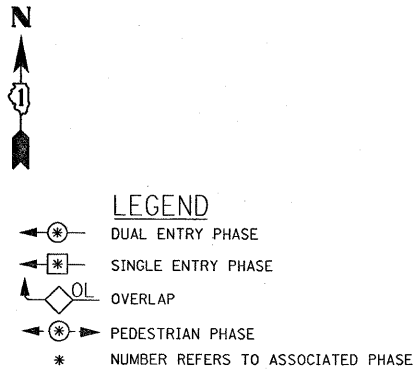 N
1
LEGEND
* DUAL ENTRY PHASE
* SINGLE ENTRY PHASE
OL OVERLAP
* PEDESTRIAN PHASE
* NUMBER REFERS TO ASSOCIATED PHASE